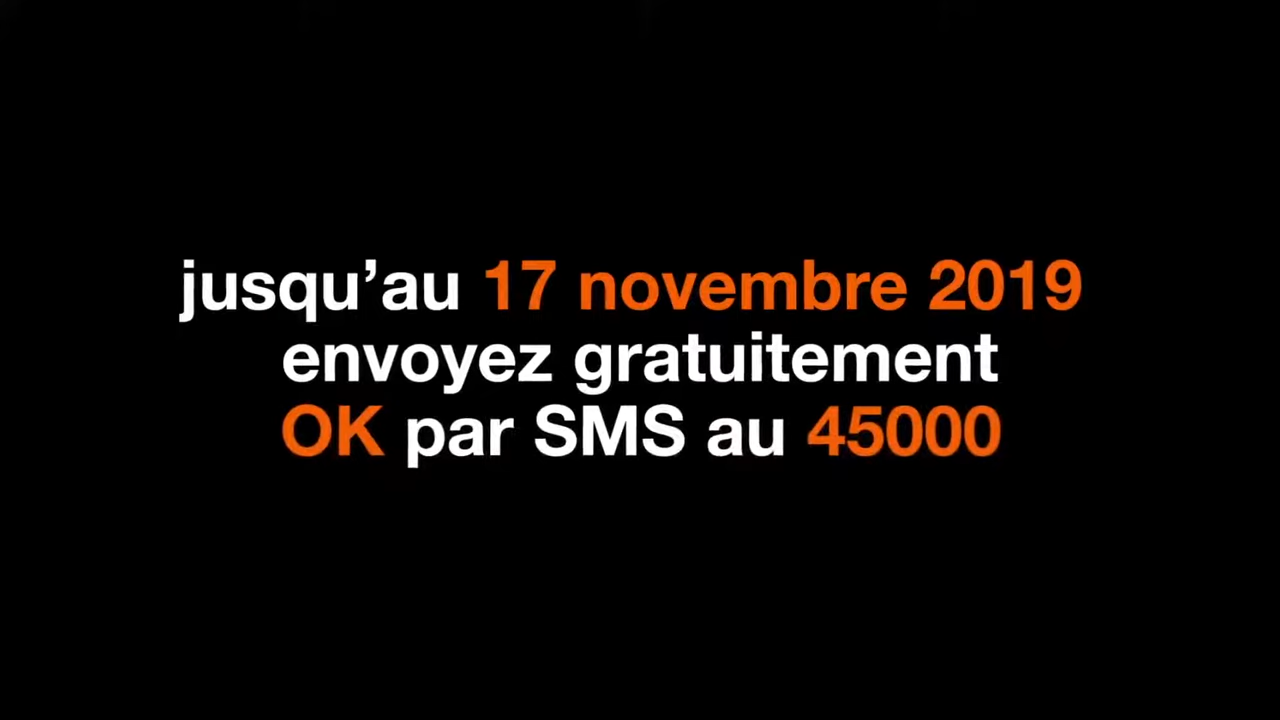 jusqu’au 17 novembre 2019
envoyez gratuitement
OK par SMS au 45000